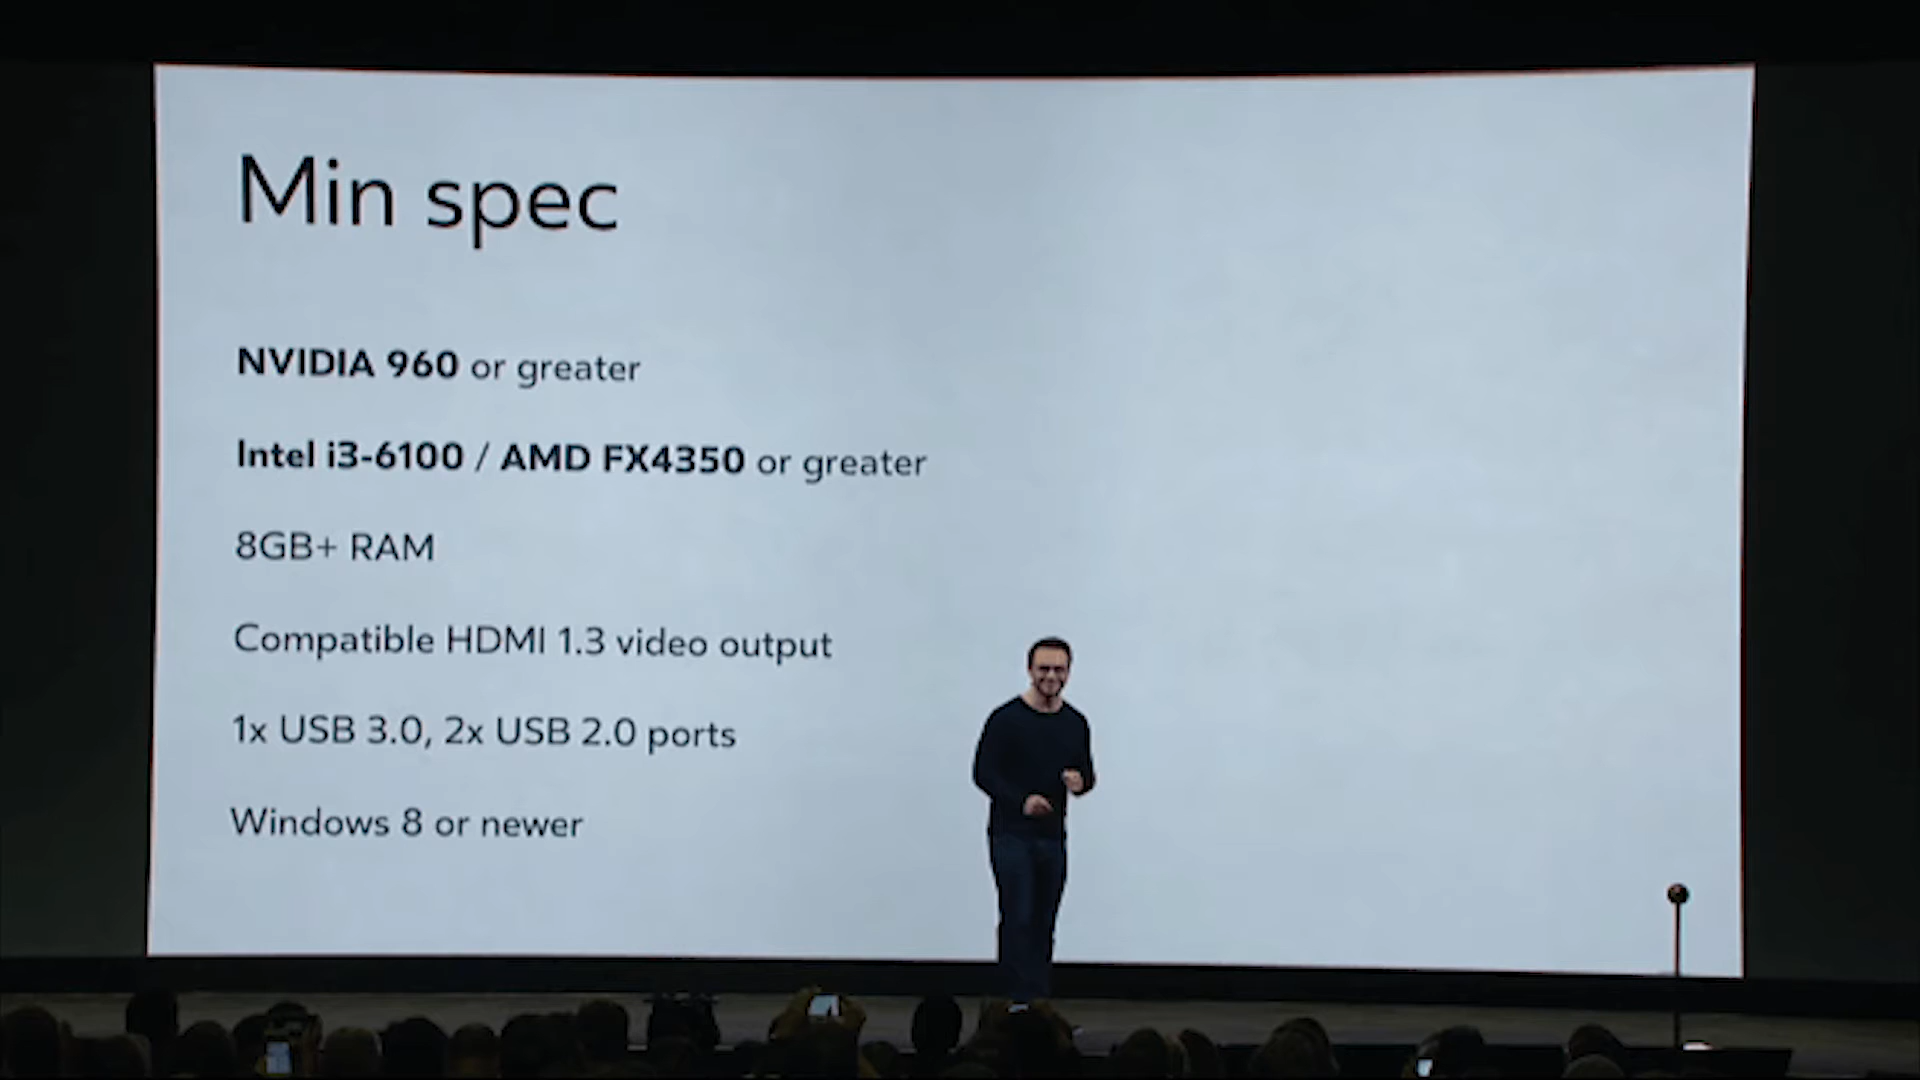 Min spec
NVIDIA 960 or greater
Intel i3-6100 / AMD FX4350 or greater
8GB+ RAM
Compatible HDMI 1.3 video output
1x USB 3.0, 2x USB 2.0 ports
Windows 8 or newer